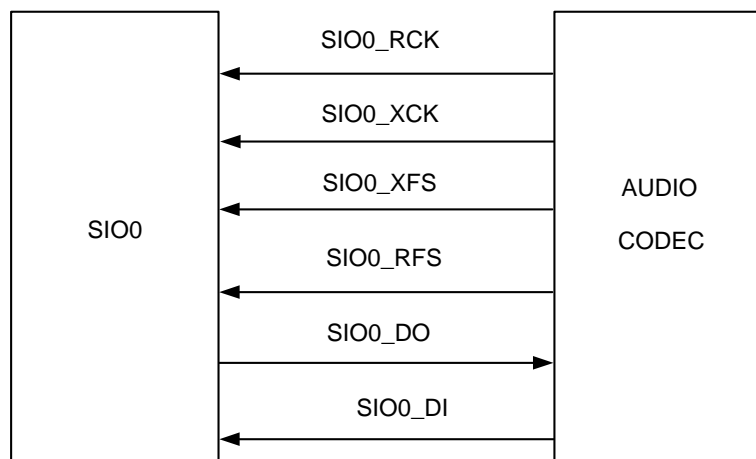 SIO0_RCK
SIO0_XCK
SIO0_XFS
AUDIO
SIO0
CODEC
SIO0_RFS
SIO0_DO
SIO0_DI